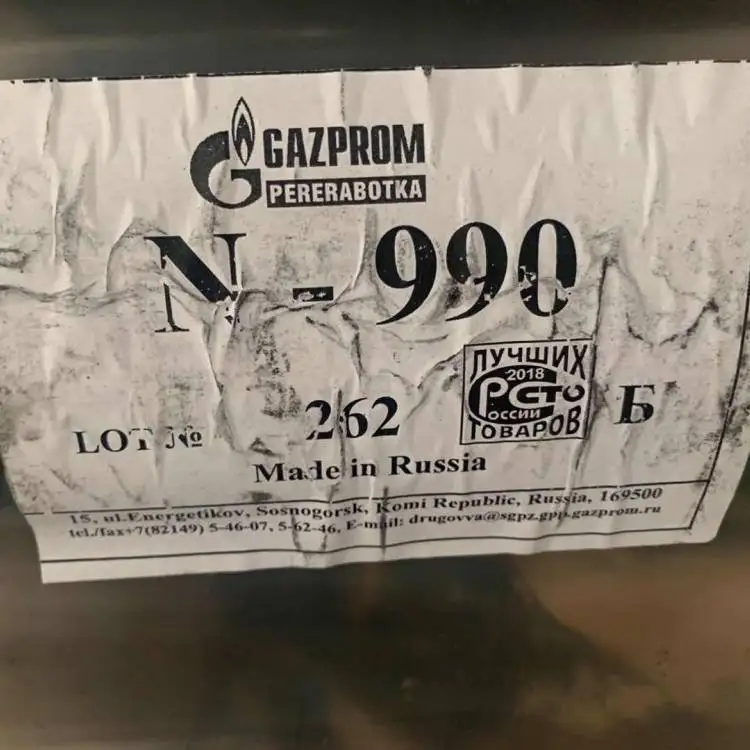 GAZPROM
PERERABOTKA
N - 990
LOT № 262
ЛУЧШИХ
2018
СТО
РОССИИ
ТОВАРОВ
Б
Made in Russia
15, ul.Energetikov, Sosnogorsk, Komi Republic, Russia, 169500
tel./fax+7(82149) 5-46-07, 5-62-46, E-mail: drugovva@sgpz.gpp.gazprom.ru